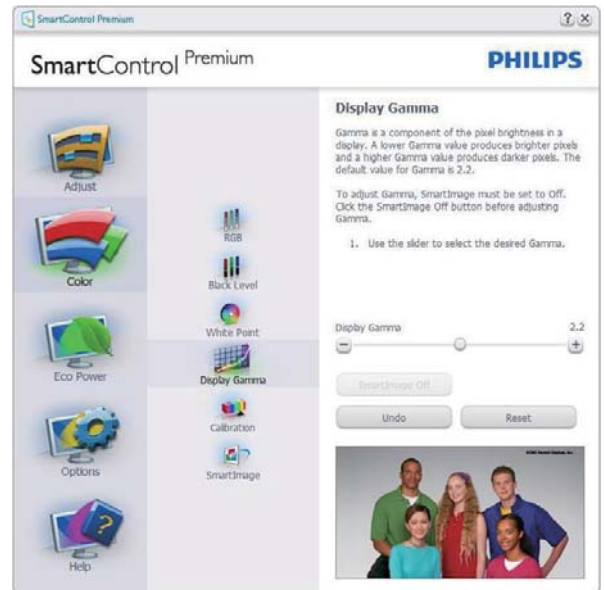 SmartControl Premium
? ×
SmartControl Premium
PHILIPS
Adjust
Color
Eco Power
Options
Help
RGB
Black Level
White Point
Display Gamma
Calibration
SmartImage
Display Gamma
Gamma is a component of the pixel brightness in a
display. A lower Gamma value produces brighter pixels
and a higher Gamma value produces darker pixels. The
default value for Gamma is 2.2.
To adjust Gamma, SmartImage must be set to Off.
Click the SmartImage Off button before adjusting
Gamma.
1. Use the slider to select the desired Gamma.
Display Gamma 2.2
SmartImage Off
Undo Reset